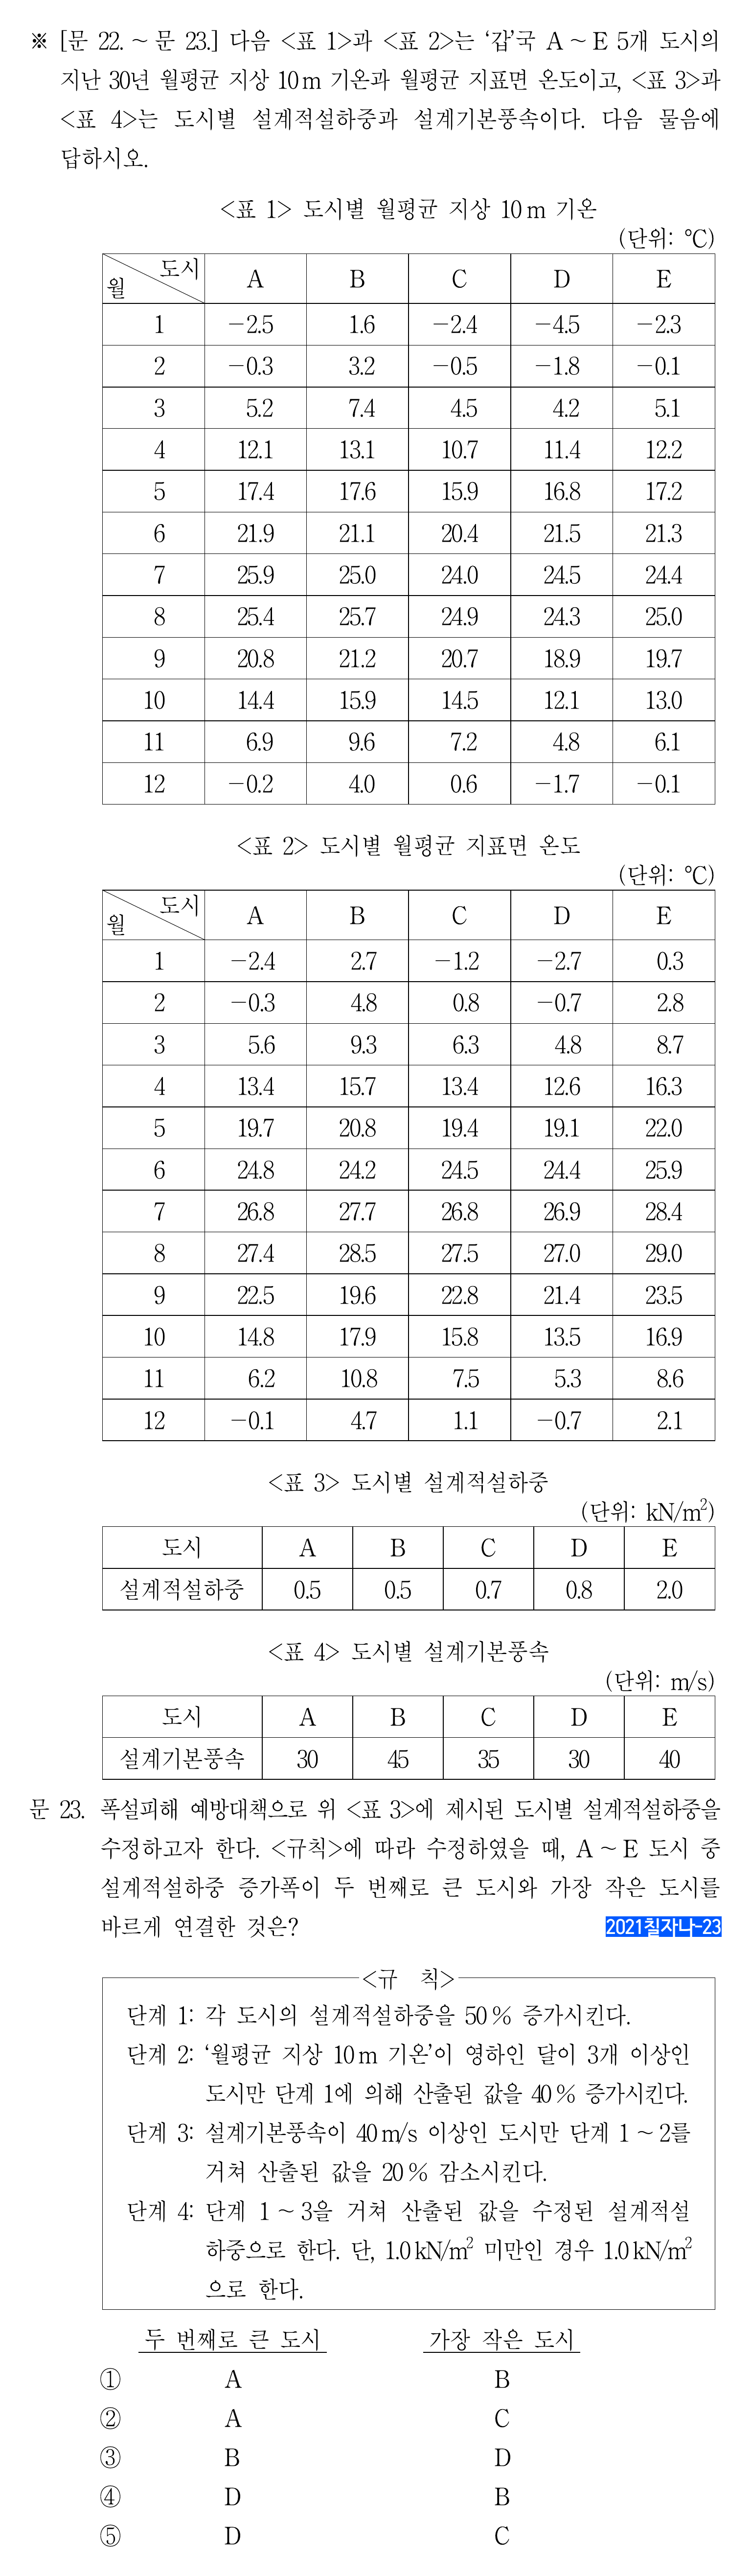 ※ [문 22. ~ 문 23.] 다음 <표 1>과 <표 2>는 ‘갑’국 A ~ E 5개 도시의
지난 30년 월평균 지상 10 m 기온과 월평균 지표면 온도이고, <표 3>과
<표 4>는 도시별 설계적설하중과 설계기본풍속이다. 다음 물음에
답하시오.
<표 1> 도시별 월평균 지상 10 m 기온
(단위: ℃)
월 도시 A B C D E
1 −2.5 1.6 −2.4 −4.5 −2.3
2 −0.3 3.2 −0.5 −1.8 −0.1
3 5.2 7.4 4.5 4.2 5.1
4 12.1 13.1 10.7 11.4 12.2
5 17.4 17.6 15.9 16.8 17.2
6 21.9 21.1 20.4 21.5 21.3
7 25.9 25.0 24.0 24.5 24.4
8 25.4 25.7 24.9 24.3 25.0
9 20.8 21.2 20.7 18.9 19.7
10 14.4 15.9 14.5 12.1 13.0
11 6.9 9.6 7.2 4.8 6.1
12 −0.2 4.0 0.6 −1.7 −0.1
<표 2> 도시별 월평균 지표면 온도
(단위: ℃)
월 도시 A B C D E
1 −2.4 2.7 −1.2 −2.7 0.3
2 −0.3 4.8 0.8 −0.7 2.8
3 5.6 9.3 6.3 4.8 8.7
4 13.4 15.7 13.4 12.6 16.3
5 19.7 20.8 19.4 19.1 22.0
6 24.8 24.2 24.5 24.4 25.9
7 26.8 27.7 26.8 26.9 28.4
8 27.4 28.5 27.5 27.0 29.0
9 22.5 19.6 22.8 21.4 23.5
10 14.8 17.9 15.8 13.5 16.9
11 6.2 10.8 7.5 5.3 8.6
12 −0.1 4.7 1.1 −0.7 2.1
<표 3> 도시별 설계적설하중
(단위: kN/m²)
도시 A B C D E
설계적설하중 0.5 0.5 0.7 0.8 2.0
<표 4> 도시별 설계기본풍속
(단위: m/s)
도시 A B C D E
설계기본풍속 30 45 35 30 40
문 23. 폭설피해 예방대책으로 위 <표 3>에 제시된 도시별 설계적설하중을
수정하고자 한다. <규칙>에 따라 수정하였을 때, A ~ E 도시 중
설계적설하중 증가폭이 두 번째로 큰 도시와 가장 작은 도시를
바르게 연결한 것은? 2021칠자나-23
<규 칙>
단계 1: 각 도시의 설계적설하중을 50 % 증가시킨다.
단계 2: ‘월평균 지상 10 m 기온’이 영하인 달이 3개 이상인
도시만 단계 1에 의해 산출된 값을 40 % 증가시킨다.
단계 3: 설계기본풍속이 40 m/s 이상인 도시만 단계 1 ~ 2를
거쳐 산출된 값을 20 % 감소시킨다.
단계 4: 단계 1 ~ 3을 거쳐 산출된 값을 수정된 설계적설
하중으로 한다. 단, 1.0 kN/m² 미만인 경우 1.0 kN/m²
으로 한다.
두 번째로 큰 도시 가장 작은 도시
① A B
② A C
③ B D
④ D B
⑤ D C